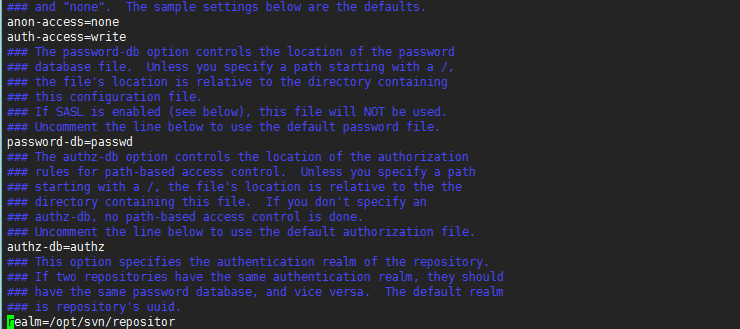 ### and "none".  The sample settings below are the defaults.
anon-access=none
auth-access=write
### The password-db option controls the location of the password
### database file.  Unless you specify a path starting with a /,
### the file's location is relative to the directory containing
### this configuration file.
### If SASL is enabled (see below), this file will NOT be used.
### Uncomment the line below to use the default password file.
password-db=passwd
### The authz-db option controls the location of the authorization
### rules for path-based access control.  Unless you specify a path
### starting with a /, the file's location is relative to the the
### directory containing this file.  If you don't specify an
### authz-db, no path-based access control is done.
### Uncomment the line below to use the default authorization file.
authz-db=authz
### This option specifies the authentication realm of the repository.
### If two repositories have the same authentication realm, they should
### have the same password database, and vice versa.  The default realm
### is repository's uuid.
realm=/opt/svn/repositor